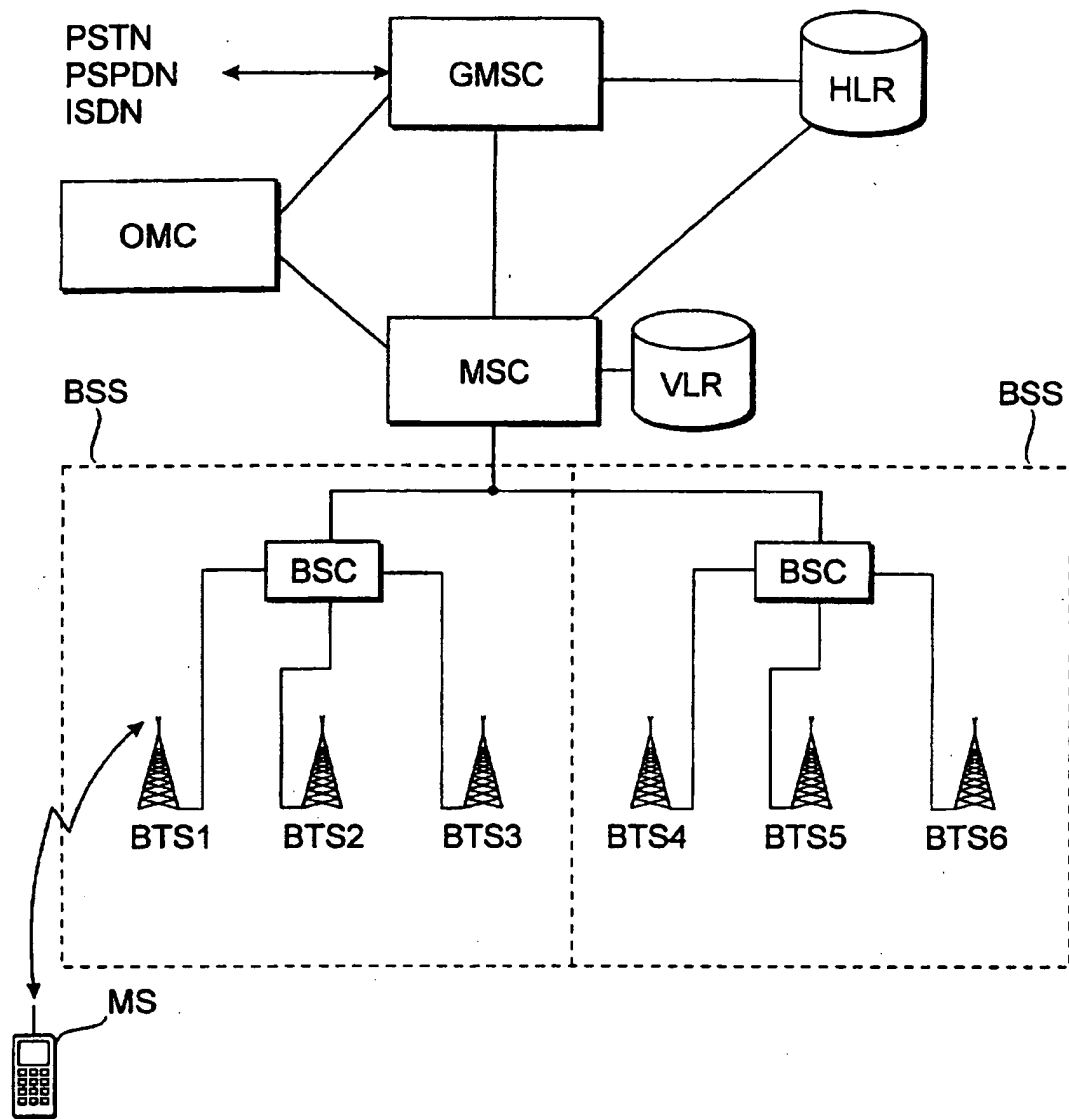 PSTN
PSPDN
ISDN
GMSC
HLR
OMC
MSC
VLR
BSS
BSS
BSC
BSC
BTS1
BTS2
BTS3
BTS4
BTS5
BTS6
MS